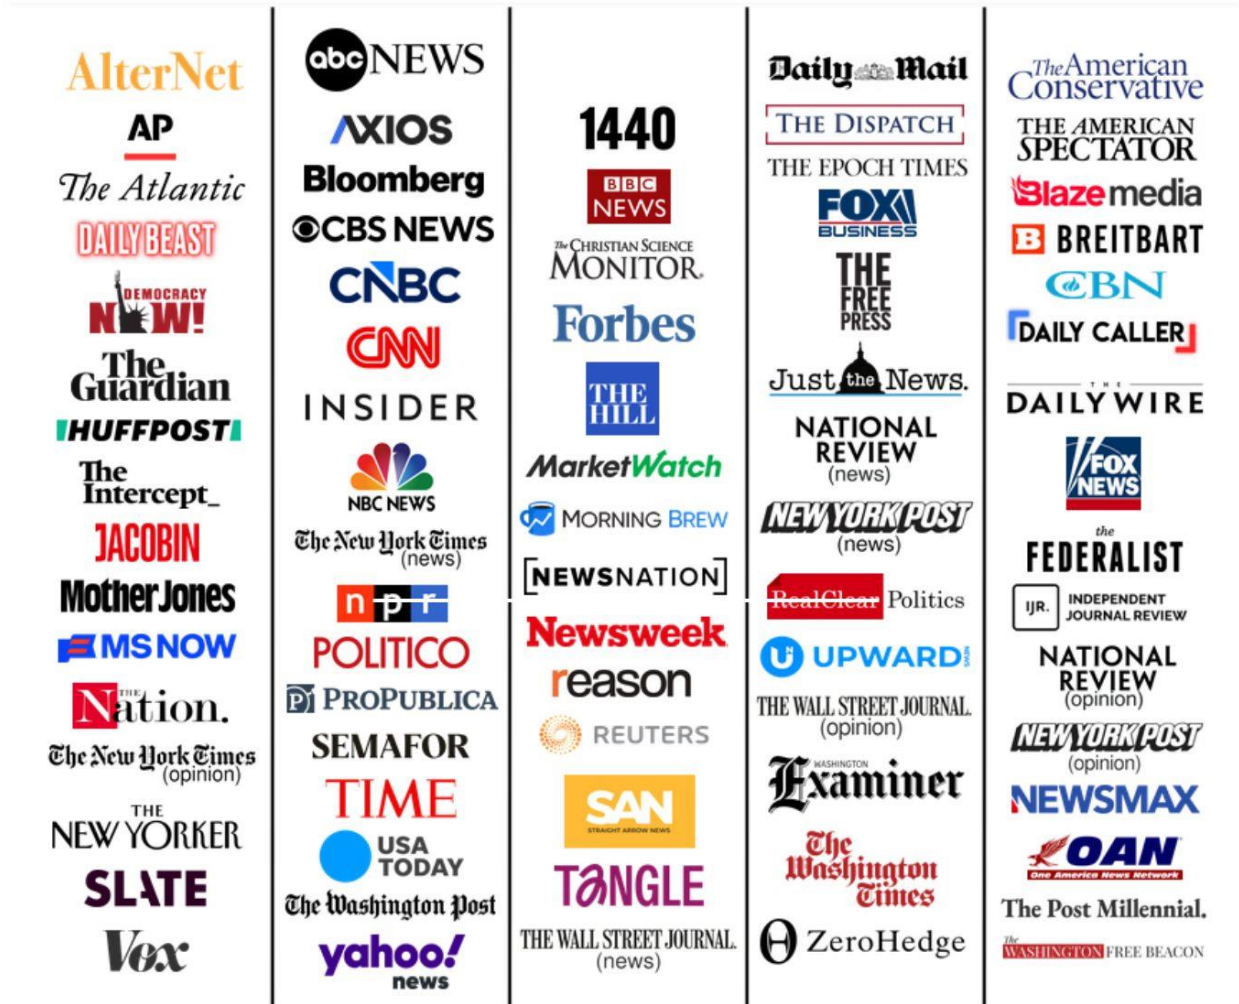 AlterNet
AP
The Atlantic
DAILY BEAST
DEMOCRACY
NOW!
The
Guardian
HUFFPOST
The
Intercept_
JACOBIN
Mother Jones
MS NOW
THE
Nation.
The New York Times
(opinion)
THE
NEW YORKER
SLATE
Vox
abc NEWS
AXIOS
Bloomberg
CBS NEWS
CNBC
CNN
INSIDER
NBC NEWS
The New York Times
(news)
npr
POLITICO
P PROPUBLICA
SEMAFOR
TIME
USA
TODAY
The Washington Post
yahoo!
news
1440
BBC
NEWS
The CHRISTIAN SCIENCE
MONITOR
Forbes
THE
HILL
MarketWatch
MORNING BREW
[NEWSNATION]
Newsweek
reason
REUTERS
SAN
STRAIGHT ARROW NEWS
TANGLE
THE WALL STREET JOURNAL.
(news)
Daily Mail
THE DISPATCH
THE EPOCH TIMES
FOX
BUSINESS
THE
FREE
PRESS
Just the News.
NATIONAL
REVIEW
(news)
NEW YORK POST
(news)
RealClear Politics
UN UPWARD NEWS
THE WALL STREET JOURNAL.
(opinion)
WASHINGTON
Examiner
The
Washington
Times
ZeroHedge
The American
Conservative
THE AMERICAN
SPECTATOR
Blaze media
B BREITBART
CBN
DAILY CALLER
THE
DAILY WIRE
FOX
NEWS
the
FEDERALIST
IJR. INDEPENDENT
JOURNAL REVIEW
NATIONAL
REVIEW
(opinion)
NEW YORK POST
(opinion)
NEWSMAX
OAN
One America News Network
The Post Millennial.
The
WASHINGTON FREE BEACON